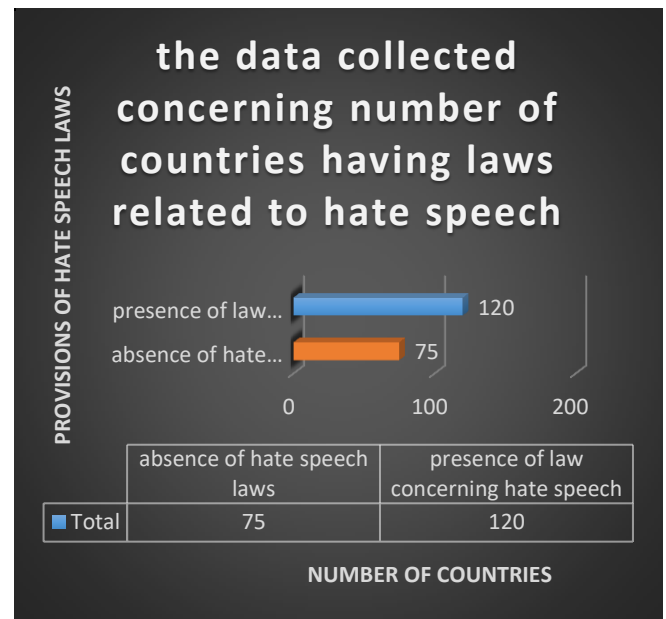 the data collected
concerning number of
countries having laws
related to hate speech
PROVISIONS OF HATE SPEECH LAWS
presence of law... 120
absence of hate... 75
0 100 200
absence of hate speech laws presence of law concerning hate speech
Total 75 120
NUMBER OF COUNTRIES